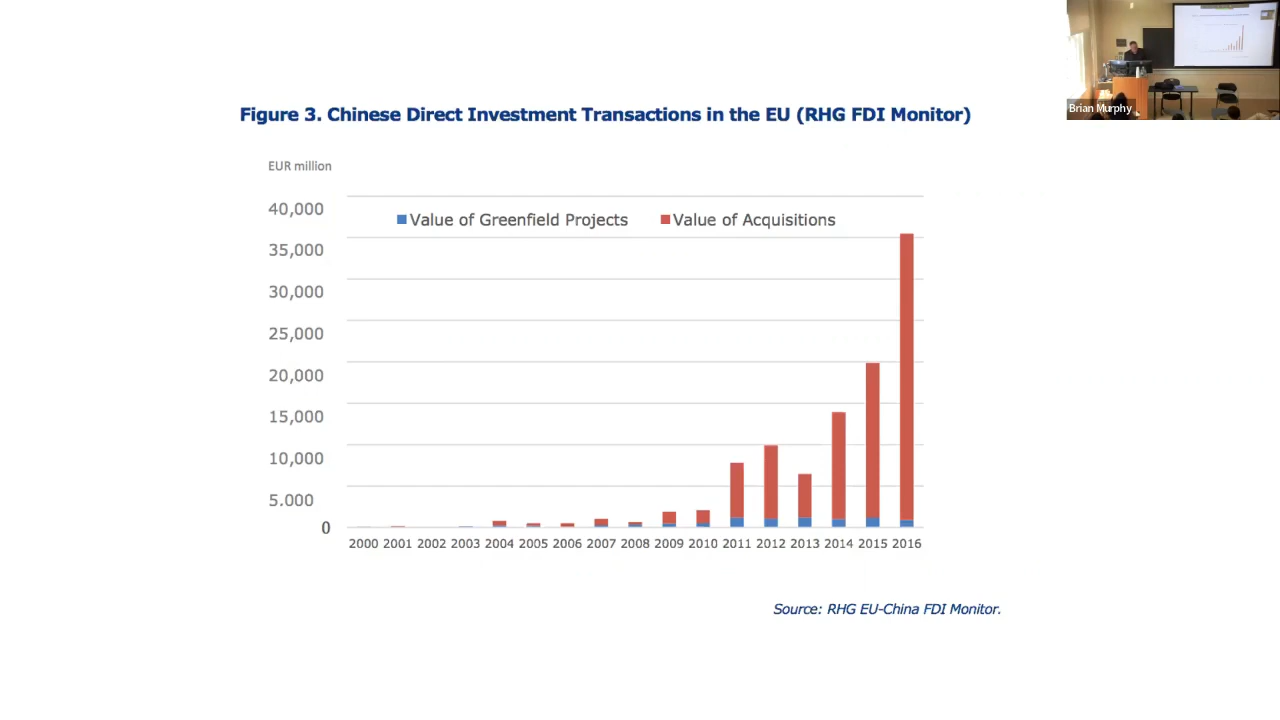 Brian Murphy
Figure 3. Chinese Direct Investment Transactions in the EU (RHG FDI Monitor)
EUR million
Value of Greenfield Projects Value of Acquisitions
40,000
35,000
30,000
25,000
20,000
15,000
10,000
5.000
0
2000 2001 2002 2003 2004 2005 2006 2007 2008 2009 2010 2011 2012 2013 2014 2015 2016
Source: RHG EU-China FDI Monitor.